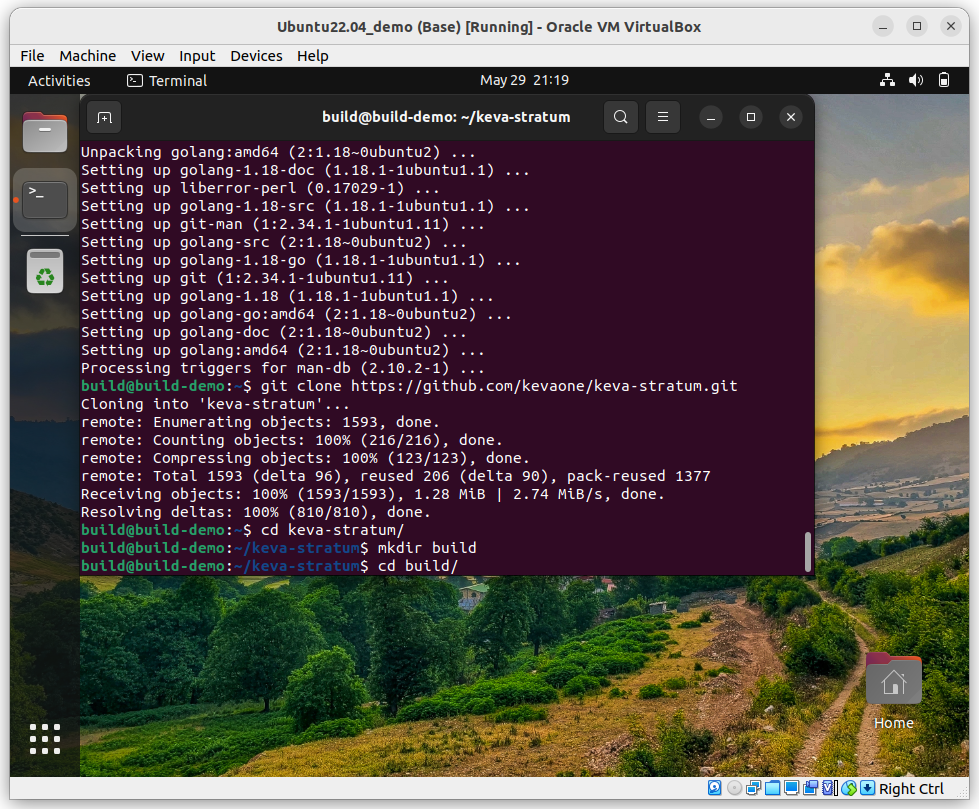 Ubuntu22.04_demo (Base) [Running] - Oracle VM VirtualBox
File Machine View Input Devices Help
Activities Terminal May 29 21:19
build@build-demo: ~/keva-stratum
Unpacking golang:amd64 (2:1.18~0ubuntu2) ...
Setting up golang-1.18-doc (1.18.1-1ubuntu1.1) ...
Setting up liberror-perl (0.17029-1) ...
Setting up golang-1.18-src (1.18.1-1ubuntu1.1) ...
Setting up git-man (1:2.34.1-1ubuntu1.11) ...
Setting up golang-src (2:1.18~0ubuntu2) ...
Setting up golang-1.18-go (1.18.1-1ubuntu1.1) ...
Setting up git (1:2.34.1-1ubuntu1.11) ...
Setting up golang-1.18 (1.18.1-1ubuntu1.1) ...
Setting up golang-go:amd64 (2:1.18~0ubuntu2) ...
Setting up golang-doc (2:1.18~0ubuntu2) ...
Setting up golang:amd64 (2:1.18~0ubuntu2) ...
Processing triggers for man-db (2.10.2-1) ...
build@build-demo:~$ git clone https://github.com/kevaone/keva-stratum.git
Cloning into 'keva-stratum'...
remote: Enumerating objects: 1593, done.
remote: Counting objects: 100% (216/216), done.
remote: Compressing objects: 100% (123/123), done.
remote: Total 1593 (delta 96), reused 206 (delta 90), pack-reused 1377
Receiving objects: 100% (1593/1593), 1.28 MiB | 2.74 MiB/s, done.
Resolving deltas: 100% (810/810), done.
build@build-demo:~$ cd keva-stratum/
build@build-demo:~/keva-stratum$ mkdir build
build@build-demo:~/keva-stratum$ cd build/
Home
Right Ctrl